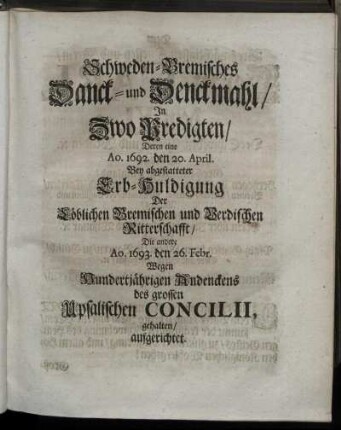 Schweden-Bremisches
Danck- und Denckmahl/
In
Zwo Predigten/
Deren eine
Ao. 1692. den 20. April.
Bey abgestatteter
Erb-Huldigung
Der
Löblichen Bremischen und Verdischen
Ritterschafft/
Die andere
Ao. 1693. den 26. Febr.
Wegen
Hundertjährigen Andenckens
des grossen
Upsalischen CONCILII,
gehalten/
aufgerichtet.